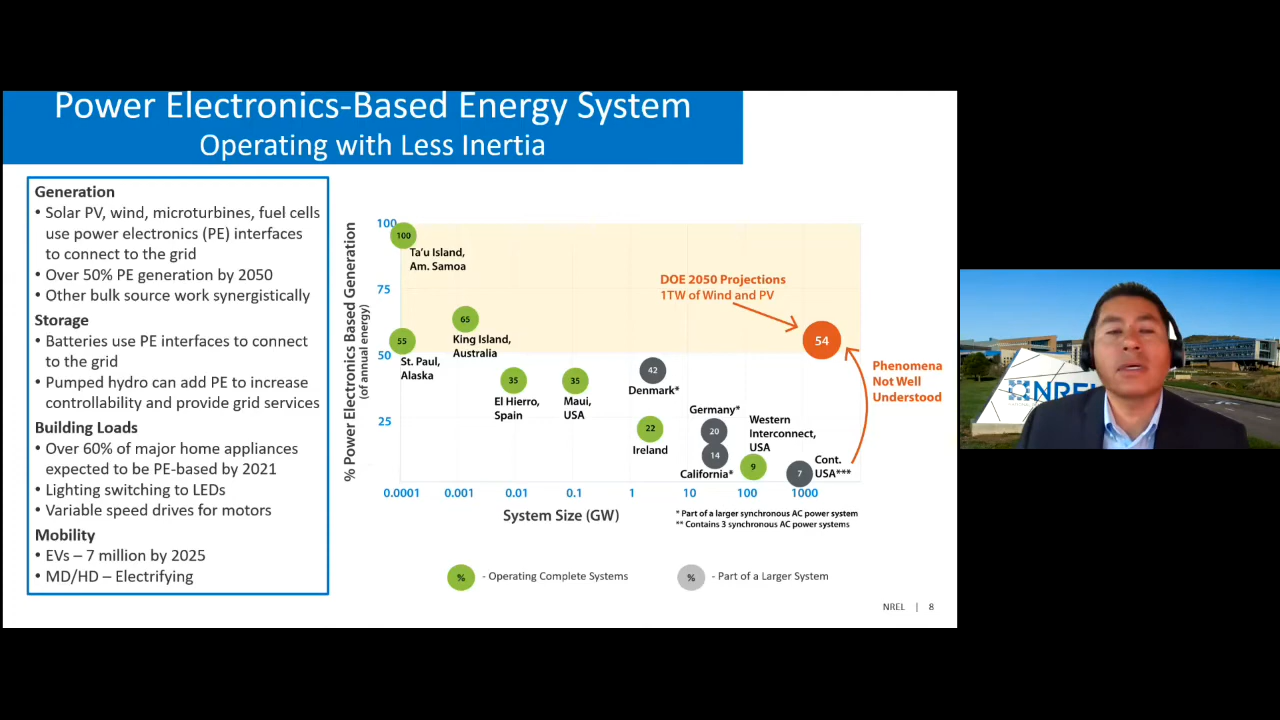 Power Electronics-Based Energy System
Operating with Less Inertia
Generation
• Solar PV, wind, microturbines, fuel cells
use power electronics (PE) interfaces
to connect to the grid
• Over 50% PE generation by 2050
• Other bulk source work synergistically
Storage
• Batteries use PE interfaces to connect
to the grid
• Pumped hydro can add PE to increase
controllability and provide grid services
Building Loads
• Over 60% of major home appliances
expected to be PE-based by 2021
• Lighting switching to LEDs
• Variable speed drives for motors
Mobility
• EVs – 7 million by 2025
• MD/HD – Electrifying
% Power Electronics Based Generation
(of annual energy)
100
75
50
25
100
Ta'u Island,
Am. Samoa
65
King Island,
Australia
55
St. Paul,
Alaska
35
El Hierro,
Spain
35
Maui,
USA
42
Denmark*
22
Ireland
Germany*
20
14
California*
Western
Interconnect,
USA
9
7
Cont.
USA***
DOE 2050 Projections
1TW of Wind and PV
54
Phenomena
Not Well
Understood
0.0001 0.001 0.01 0.1 1 10 100 1000
System Size (GW)
* Part of a larger synchronous AC power system
** Contains 3 synchronous AC power systems
% - Operating Complete Systems
% - Part of a Larger System
NREL | 8
NREL